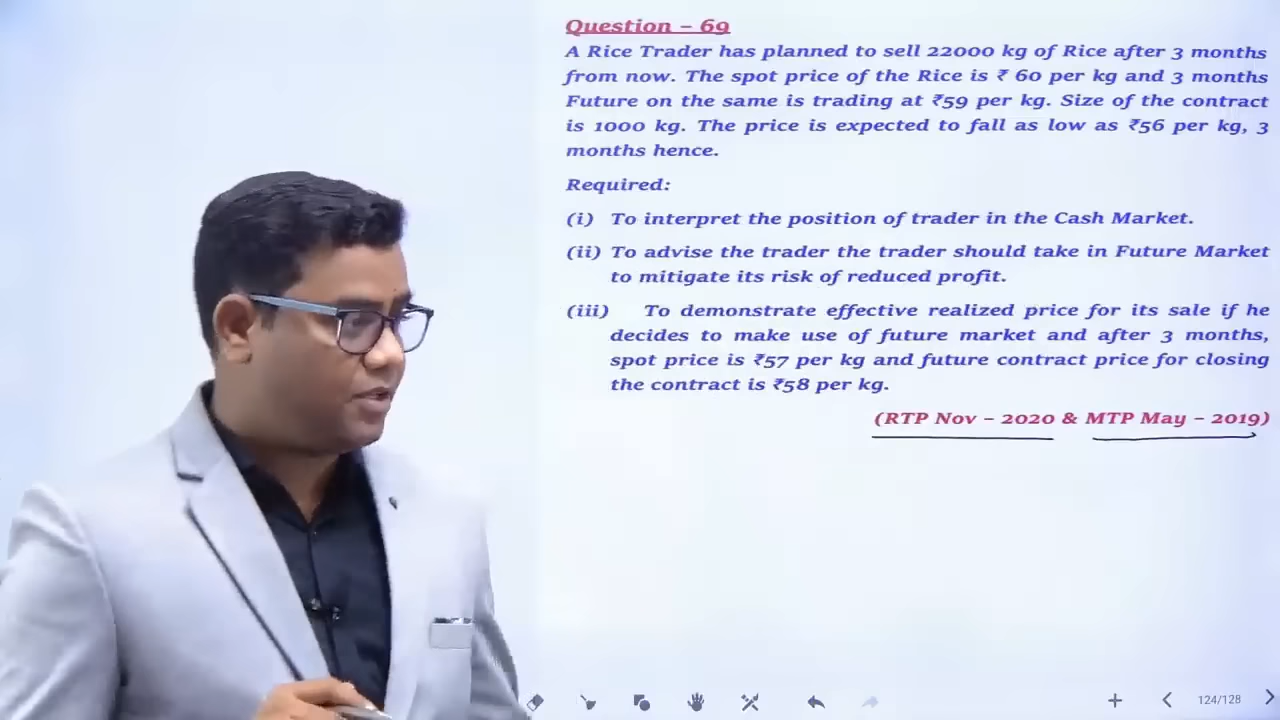 Question – 69
A Rice Trader has planned to sell 22000 kg of Rice after 3 months
from now. The spot price of the Rice is ₹ 60 per kg and 3 months
Future on the same is trading at ₹59 per kg. Size of the contract
is 1000 kg. The price is expected to fall as low as ₹56 per kg, 3
months hence.
Required:
(i) To interpret the position of trader in the Cash Market.
(ii) To advise the trader the trader should take in Future Market
to mitigate its risk of reduced profit.
(iii) To demonstrate effective realized price for its sale if he
decides to make use of future market and after 3 months,
spot price is ₹57 per kg and future contract price for closing
the contract is ₹58 per kg.
(RTP Nov – 2020 & MTP May – 2019)
124/128